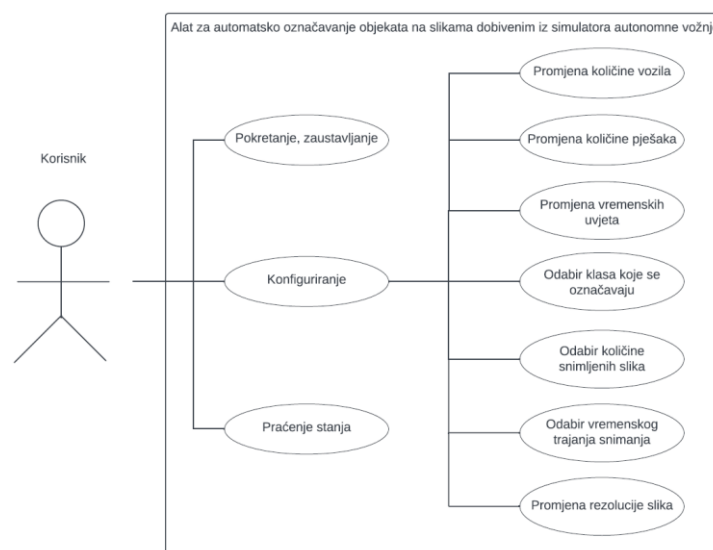 Alat za automatsko označavanje objekata na slikama dobivenim iz simulatora autonomne vožnj
Korisnik
Pokretanje, zaustavljanje
Konfiguriranje
Praćenje stanja
Promjena količine vozila
Promjena količine pješaka
Promjena vremenskih
uvjeta
Odabir klasa koje se
označavaju
Odabir količine
snimljenih slika
Odabir vremenskog
trajanja snimanja
Promjena rezolucije slika